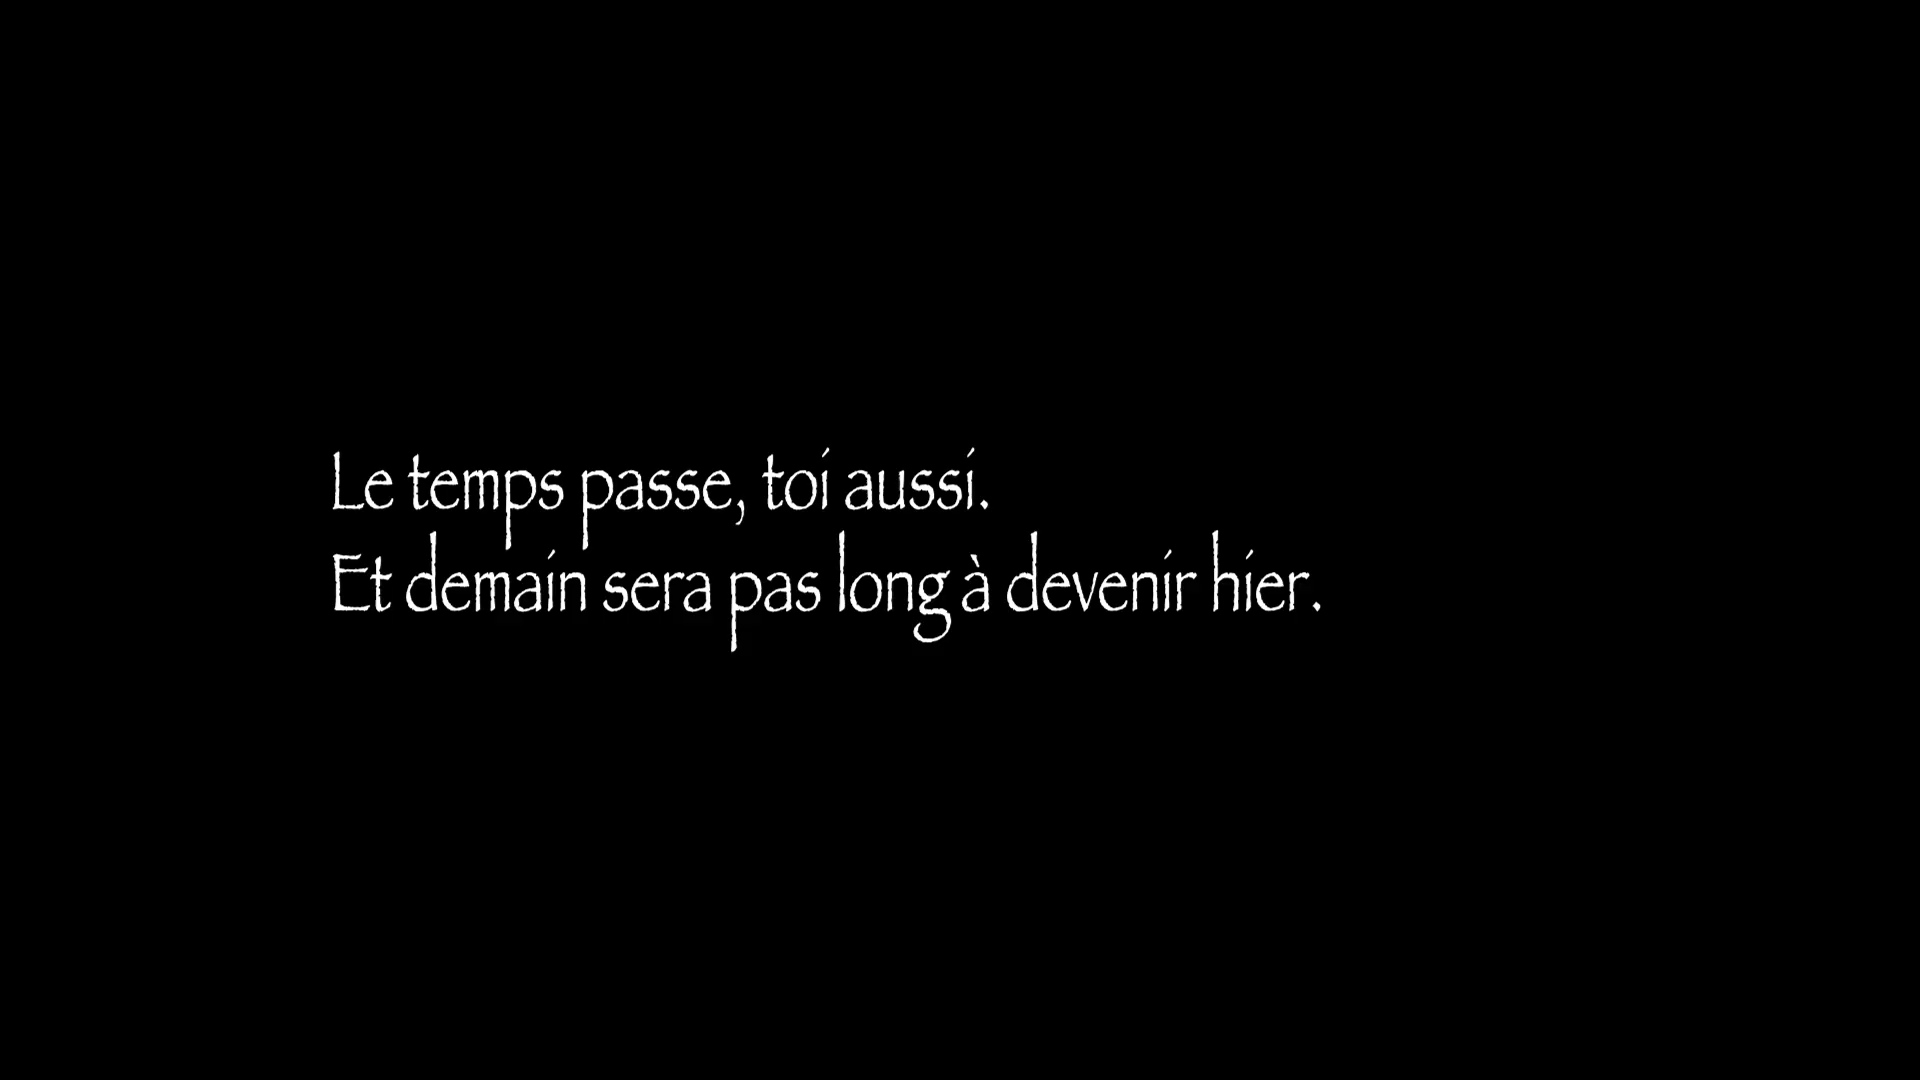 Le temps passe, toi aussi.
Et demain sera pas long à devenir hier.